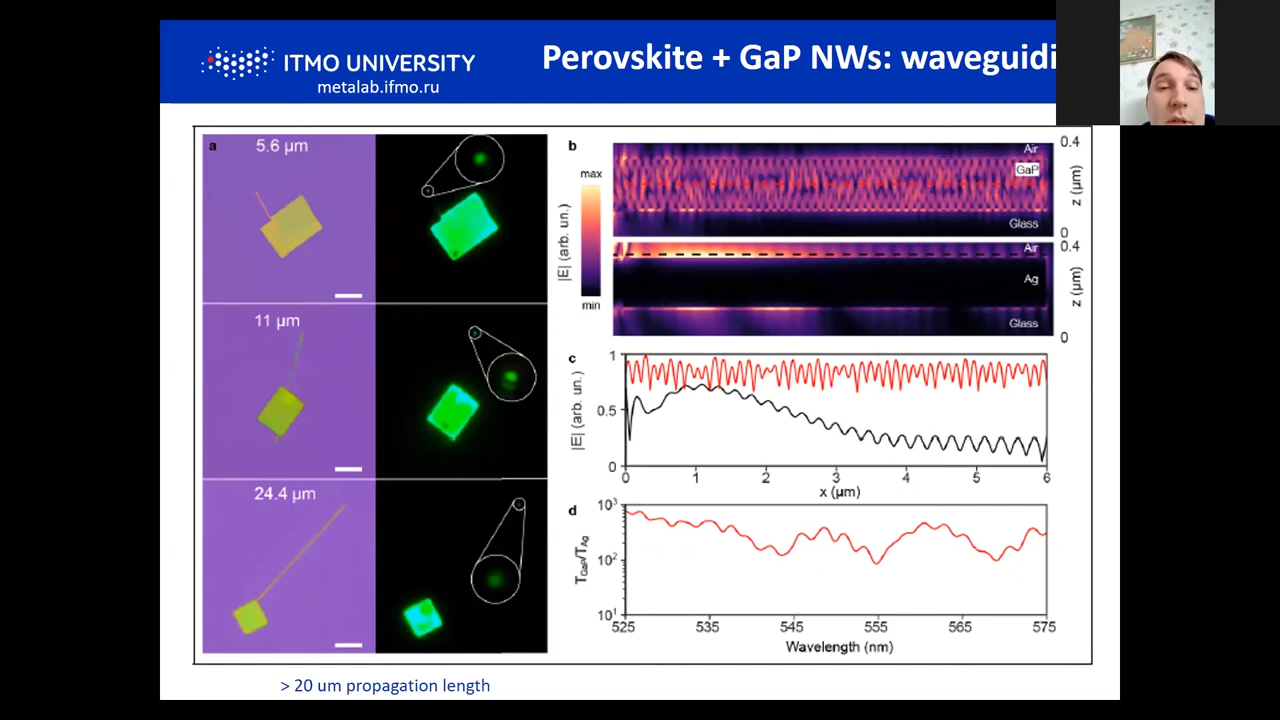 ITMO UNIVERSITY
metalab.ifmo.ru
Perovskite + GaP NWs: waveguidi
a
5.6 µm
11 µm
24.4 µm
b
max
|E| (arb. un.)
min
Air
GaP
Glass
0.4
z (µm)
0
Air
Ag
Glass
0.4
z (µm)
0
c
|E| (arb. un.)
1
0.5
0
0 1 2 3 4 5 6
x (µm)
d
TGaP/TAg
10³
10²
10¹
525 535 545 555 565 575
Wavelength (nm)
> 20 um propagation length